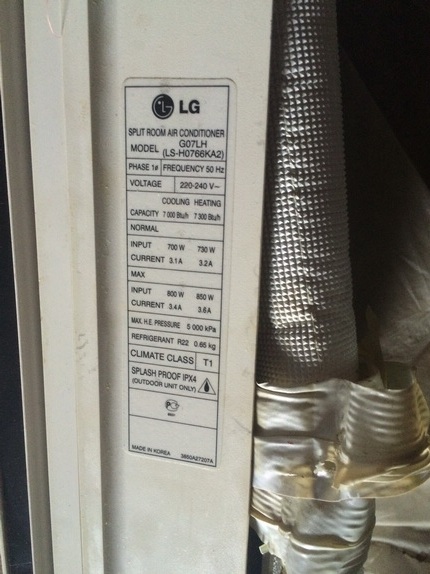 LG
SPLIT ROOM AIR CONDITIONER
MODEL G07LH
(LS-H0766KA2)
PHASE 1ø FREQUENCY 50 Hz
VOLTAGE 220-240 V~
COOLING HEATING
CAPACITY 7 000 Btu/h 7 300 Btu/h
NORMAL
INPUT 700 W 730 W
CURRENT 3.1A 3.2A
MAX
INPUT 800 W 850 W
CURRENT 3.4A 3.6A
MAX. H.E. PRESSURE 5 000 kPa
REFRIGERANT R22 0.65 kg
CLIMATE CLASS T1
SPLASH PROOF IPX4
(OUTDOOR UNIT ONLY)
MADE IN KOREA 3850A27207A